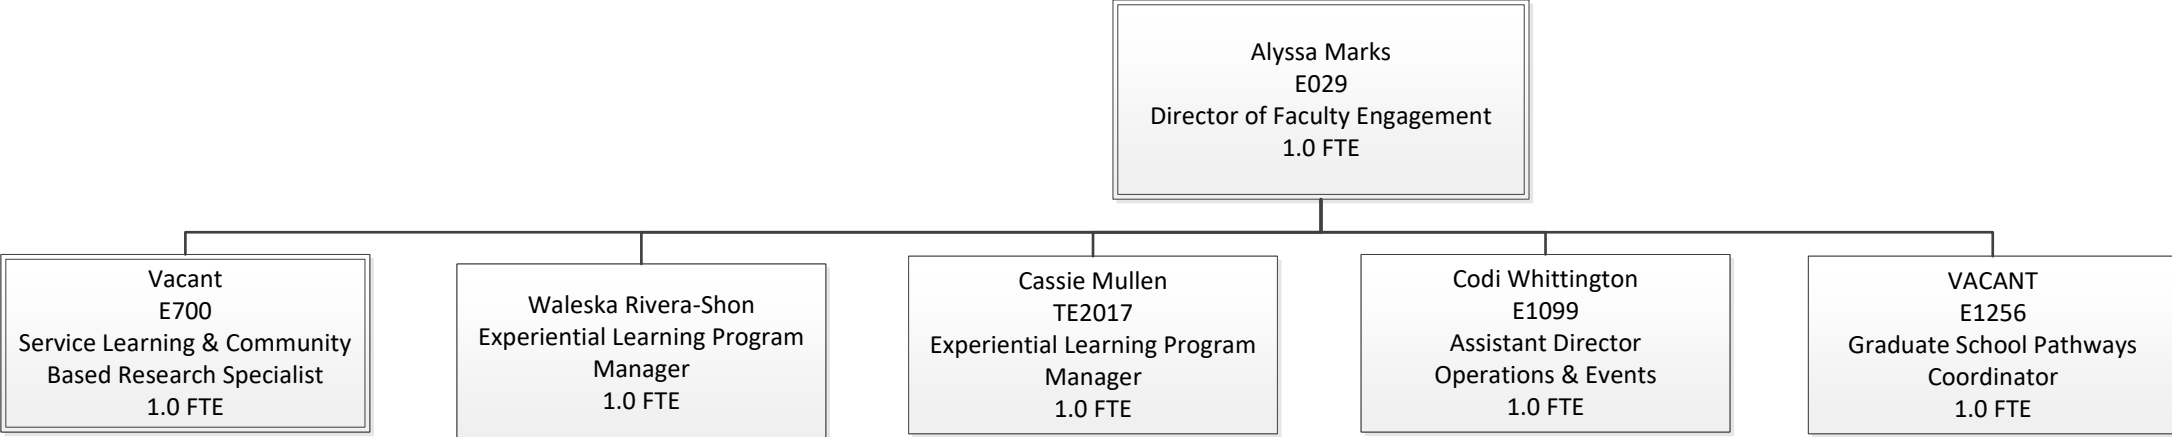 Alyssa Marks
E029
Director of Faculty Engagement
1.0 FTE
Vacant
E700
Service Learning & Community
Based Research Specialist
1.0 FTE
Waleska Rivera-Shon
Experiential Learning Program
Manager
1.0 FTE
Cassie Mullen
TE2017
Experiential Learning Program
Manager
1.0 FTE
Codi Whittington
E1099
Assistant Director
Operations & Events
1.0 FTE
VACANT
E1256
Graduate School Pathways
Coordinator
1.0 FTE